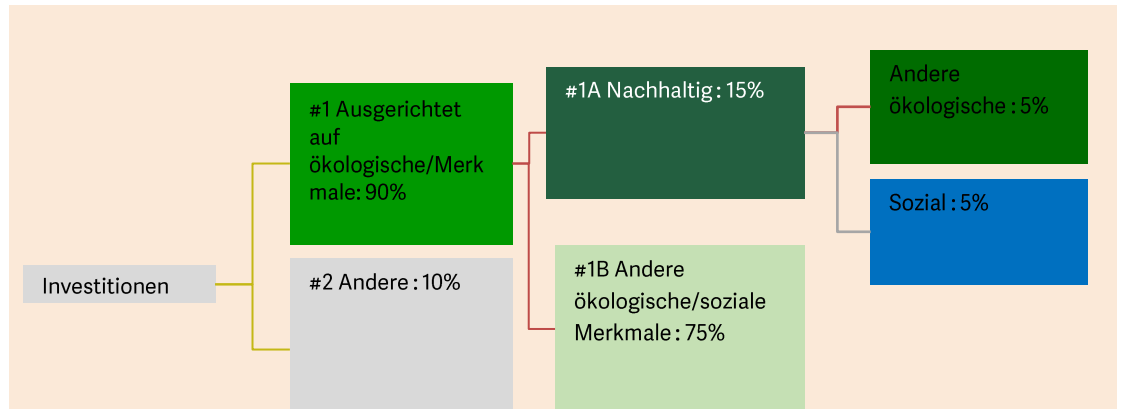 Investitionen
#1 Ausgerichtet
auf
ökologische/Merk
male: 90%
#2 Andere : 10%
#1A Nachhaltig : 15%
#1B Andere
ökologische/soziale
Merkmale : 75%
Andere
ökologische : 5%
Sozial : 5%